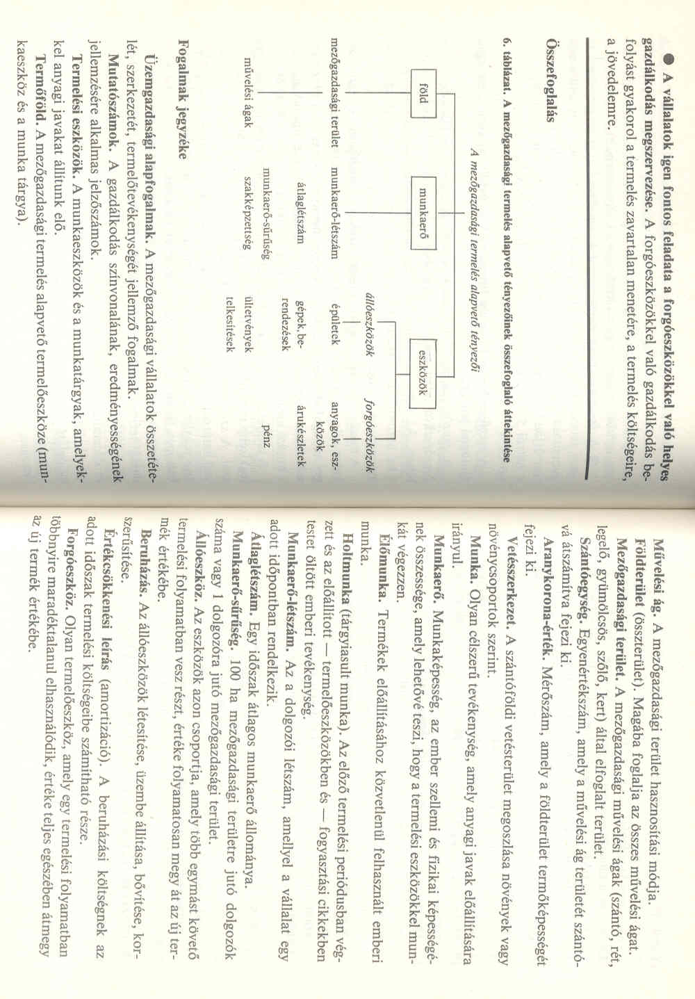 ● A vállalatok igen fontos feladata a forgóeszközökkel való helyes
gazdálkodás megszervezése. A forgóeszközökkel való gazdálkodás be-
folyást gyakorol a termelés zavartalan menetére, a termelés költségeire,
a jövedelemre.
Összefoglalás
6. táblázat. A mezőgazdasági termelés alapvető tényezőinek összefoglaló áttekintése
A mezőgazdasági termelés alapvető tényezői
föld munkaerő eszközök
állóeszközök forgóeszközök
mezőgazdasági terület munkaerő-létszám épületek anyagok, esz-
közök
átlaglétszám gépek, be- árukészletek
rendezések
munkaerő-sűrűség pénz
művelési ágak szakképzettség ültetvények
telkesítések
Fogalmak jegyzéke
Üzemgazdasági alapfogalmak. A mezőgazdasági vállalatok összetéte-
lét, szerkezetét, termelőtevékenységét jellemző fogalmak.
Mutatószámok. A gazdálkodás színvonalának, eredményességének
jellemzésére alkalmas jelzőszámok.
Termelési eszközök. A munkaeszközök és a munkatárgyak, amelyek-
kel anyagi javakat állítunk elő.
Termőföld. A mezőgazdasági termelés alapvető termelőeszköze (mun-
kaeszköz és a munka tárgya).
Művelési ág. A mezőgazdasági terület hasznosítási módja.
Földterület (összterület). Magába foglalja az összes művelési ágat.
Mezőgazdasági terület. A mezőgazdasági művelési ágak (szántó, rét,
legelő, gyümölcsös, szőlő, kert) által elfoglalt terület.
Szántóegység. Egyenértékszám, amely a művelési ág területét szántó-
vá átszámítva fejezi ki.
Aranykorona-érték. Mérőszám, amely a földterület termőképességét
fejezi ki.
Vetésszerkezet. A szántóföldi vetésterület megoszlása növények vagy
növénycsoportok szerint.
Munka. Olyan célszerű tevékenység, amely anyagi javak előállítására
irányul.
Munkaerő. Munkaképesség, az ember szellemi és fizikai képességé-
nek összessége, amely lehetővé teszi, hogy a termelési eszközökkel mun-
kát végezzen.
Élőmunka. Termékek előállításához közvetlenül felhasznált emberi
munka.
Holtmunka (tárgyiasult munka). Az előző termelési periódusban vég-
zett és az előállított — termelőeszközökben és — fogyasztási cikkekben
testet öltött emberi tevékenység.
Munkaerő-létszám. Az a dolgozói létszám, amellyel a vállalat egy
adott időpontban rendelkezik.
Átlaglétszám. Egy időszak átlagos munkaerő állománya.
Munkaerő-sűrűség. 100 ha mezőgazdasági területre jutó dolgozók
száma vagy 1 dolgozóra jutó mezőgazdasági terület.
Állóeszköz. Az eszközök azon csoportja, amely több egymást követő
termelési folyamatban vesz részt, értéke folyamatosan megy át az új ter-
mék értékébe.
Beruházás. Az állóeszközök létesítése, üzembe állítása, bővítése, kor-
szerűsítése.
Értékcsökkenési leírás (amortizáció). A beruházási költségnek az
adott időszak termelési költségeibe számítható része.
Forgóeszköz. Olyan termelőeszköz, amely egy termelési folyamatban
többnyire maradéktalanul elhasználódik, értéke teljes egészében átmegy
az új termék értékébe.